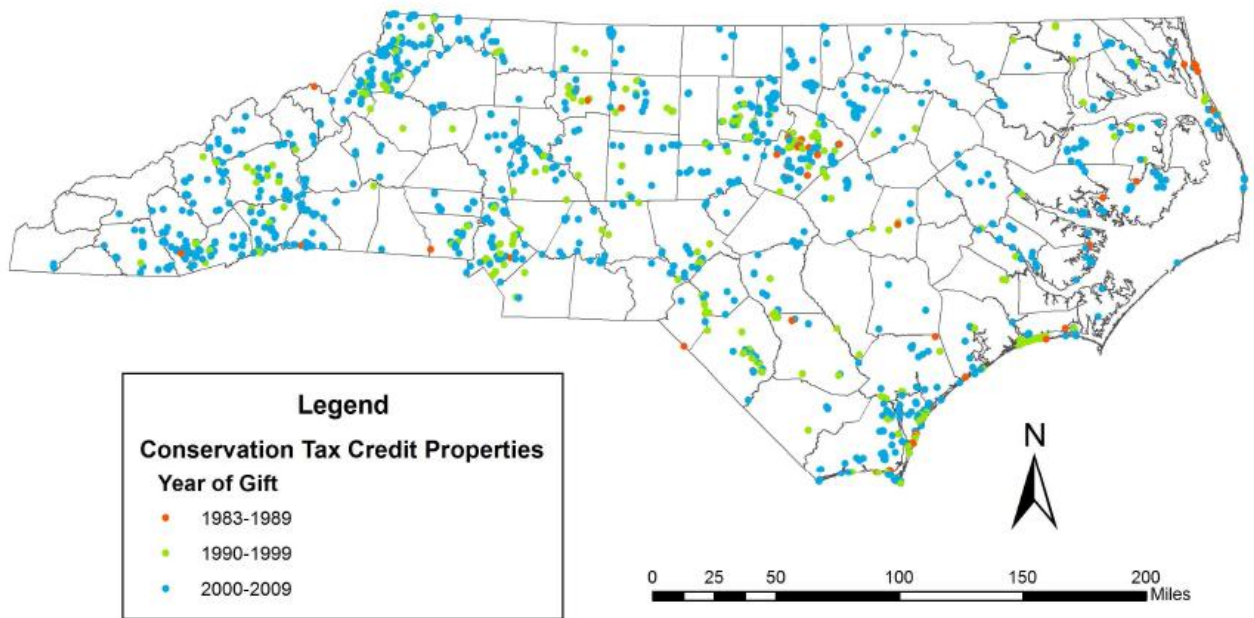 Legend
Conservation Tax Credit Properties
Year of Gift
1983-1989
1990-1999
2000-2009
N
0 25 50 100 150 200
Miles